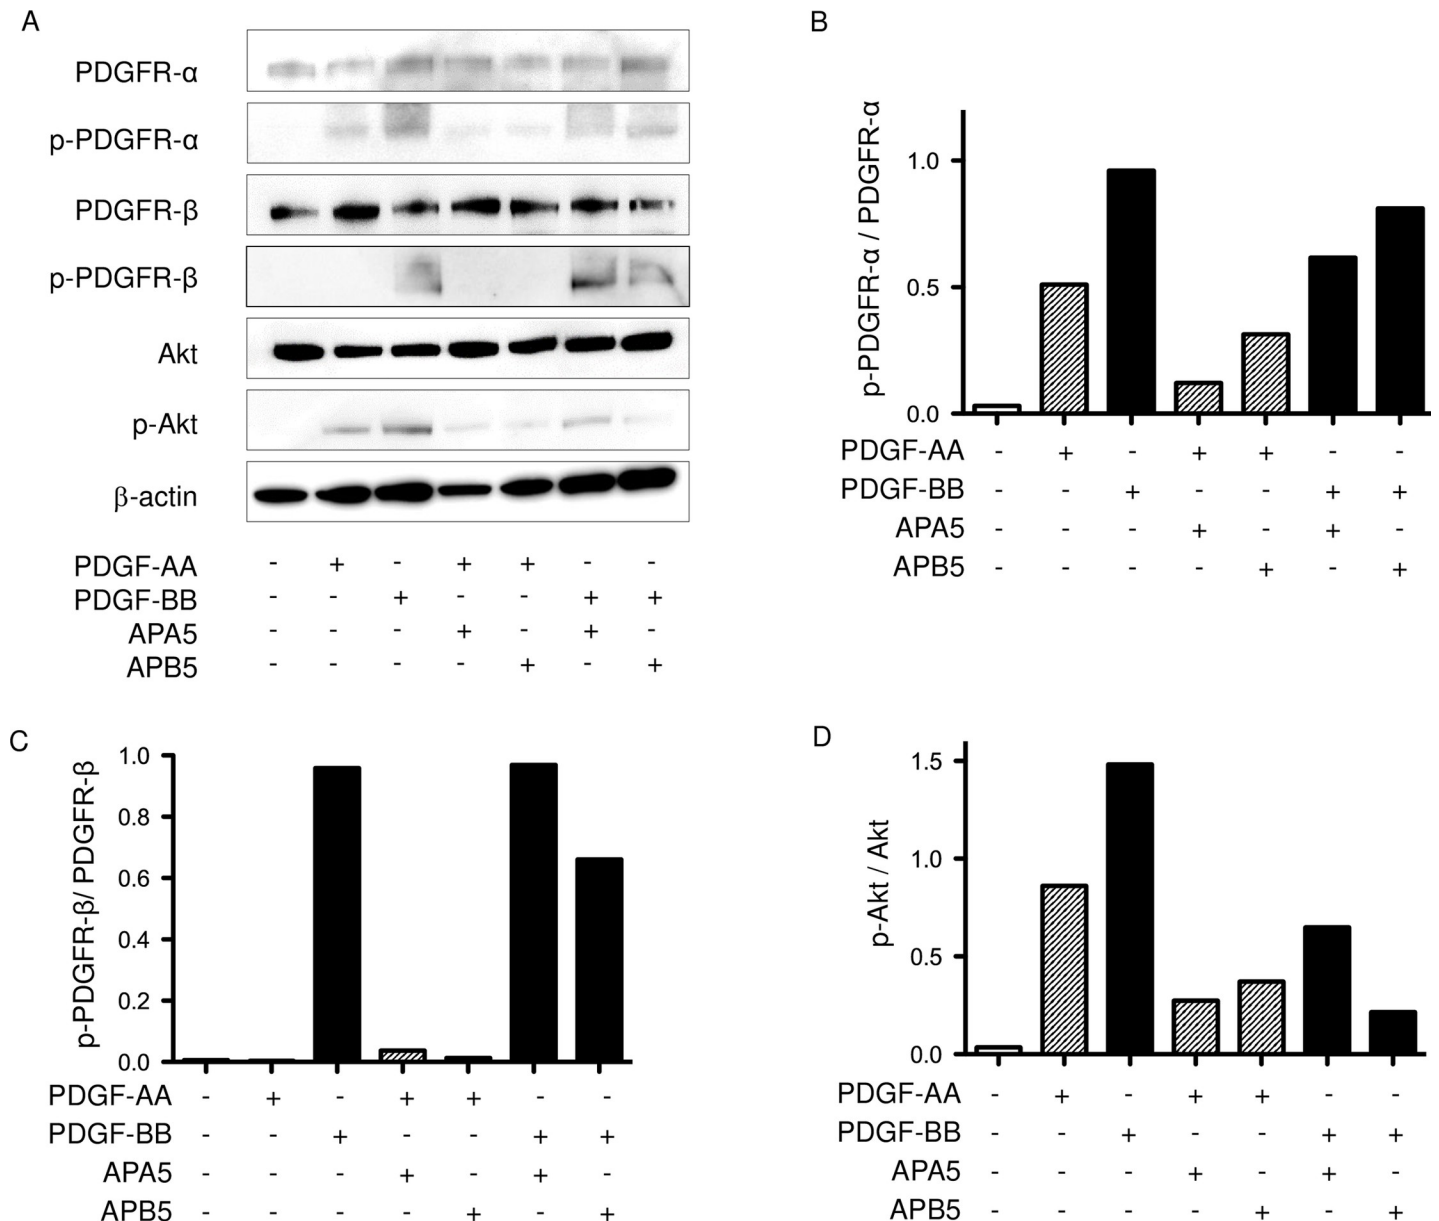 A
PDGFR-α
p-PDGFR-α
PDGFR-β
p-PDGFR-β
Akt
p-Akt
β-actin
PDGF-AA - + - + + - -
PDGF-BB - - + - - + +
APA5 - - - + - + -
APB5 - - - - + - +
B
p-PDGFR-α / PDGFR-α
1.0
0.5
0.0
PDGF-AA - + - + + - -
PDGF-BB - - + - - + +
APA5 - - - + - + -
APB5 - - - - + - +
C
p-PDGFR-β/ PDGFR-β
1.0
0.8
0.6
0.4
0.2
0.0
PDGF-AA - + - + + - -
PDGF-BB - - + - - + +
APA5 - - - + - + -
APB5 - - - - + - +
D
p-Akt / Akt
1.5
1.0
0.5
0.0
PDGF-AA - + - + + - -
PDGF-BB - - + - - + +
APA5 - - - + - + -
APB5 - - - - + - +